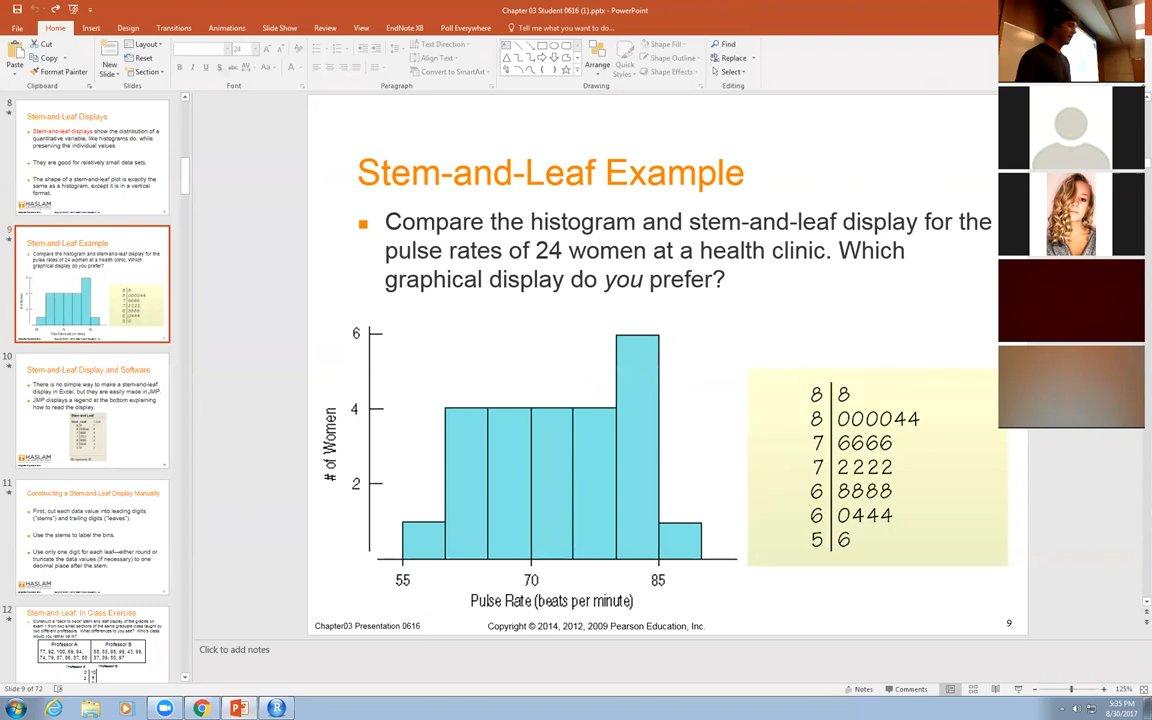 Chapter 03 Student 0616 (1).pptx - PowerPoint
File Home Insert Design Transitions Animations Slide Show Review View EndNote X8 Poll Everywhere Tell me what you want to do...
Paste
Cut
Copy
Format Painter
Clipboard
New Slide
Layout
Reset
Section
Slides
24
Font
Paragraph
Text Direction
Align Text
Convert to SmartArt
Arrange
Quick Styles
Shape Fill
Shape Outline
Shape Effects
Drawing
Find
Replace
Select
Editing
8
Stem-and-Leaf Displays
Stem-and-leaf displays show the distribution of a
quantitative variable, like histograms do, while
preserving the individual values.
They are good for relatively small data sets.
The shape of a stem-and-leaf plot is exactly the
same as a histogram, except it is in a vertical
format.
HASLAM
9
Stem-and-Leaf Example
Compare the histogram and stem-and-leaf display for the
pulse rates of 24 women at a health clinic. Which
graphical display do you prefer?
10
Stem-and-Leaf Display and Software
There is no simple way to make a stem-and-leaf
display in Excel, but they are easily made in JMP.
JMP displays a legend at the bottom explaining
how to read the display.
HASLAM
11
Constructing a Stem-and-Leaf Display Manually
First, cut each data value into leading digits
("stems") and trailing digits ("leaves").
Use the stems to label the bins.
Use only one digit for each leaf—either round or
truncate the data values (if necessary) to one
decimal place after the stem.
HASLAM
12
Stem-and-Leaf: In Class Exercise
Professor A Professor B
Stem-and-Leaf Example
Compare the histogram and stem-and-leaf display for the
pulse rates of 24 women at a health clinic. Which
graphical display do you prefer?
# of Women
6
4
2
55 70 85
Pulse Rate (beats per minute)
8 | 8
8 | 000044
7 | 6666
7 | 2222
6 | 8888
6 | 0444
5 | 6
Chapter03 Presentation 0616 Copyright © 2014, 2012, 2009 Pearson Education, Inc. 9
Click to add notes
Slide 9 of 72 Notes Comments 125%
5:35 PM
8/30/2017